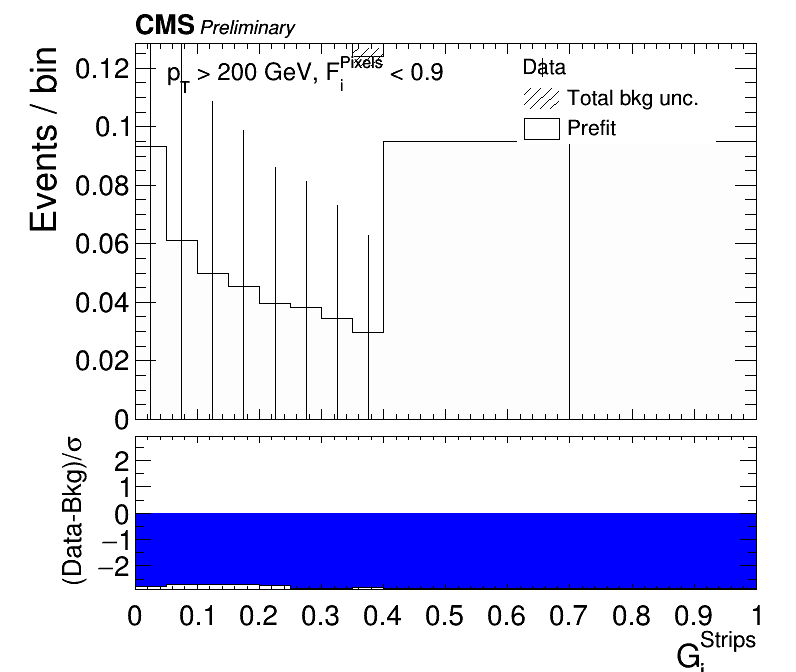 CMS Preliminary
Events / bin
p_T > 200 GeV, F_i^Pixels < 0.9
Data
Total bkg unc.
Prefit
0.12
0.1
0.08
0.06
0.04
0.02
0
(Data-Bkg)/σ
2
1
0
−1
−2
0 0.1 0.2 0.3 0.4 0.5 0.6 0.7 0.8 0.9 1
G_i^Strips